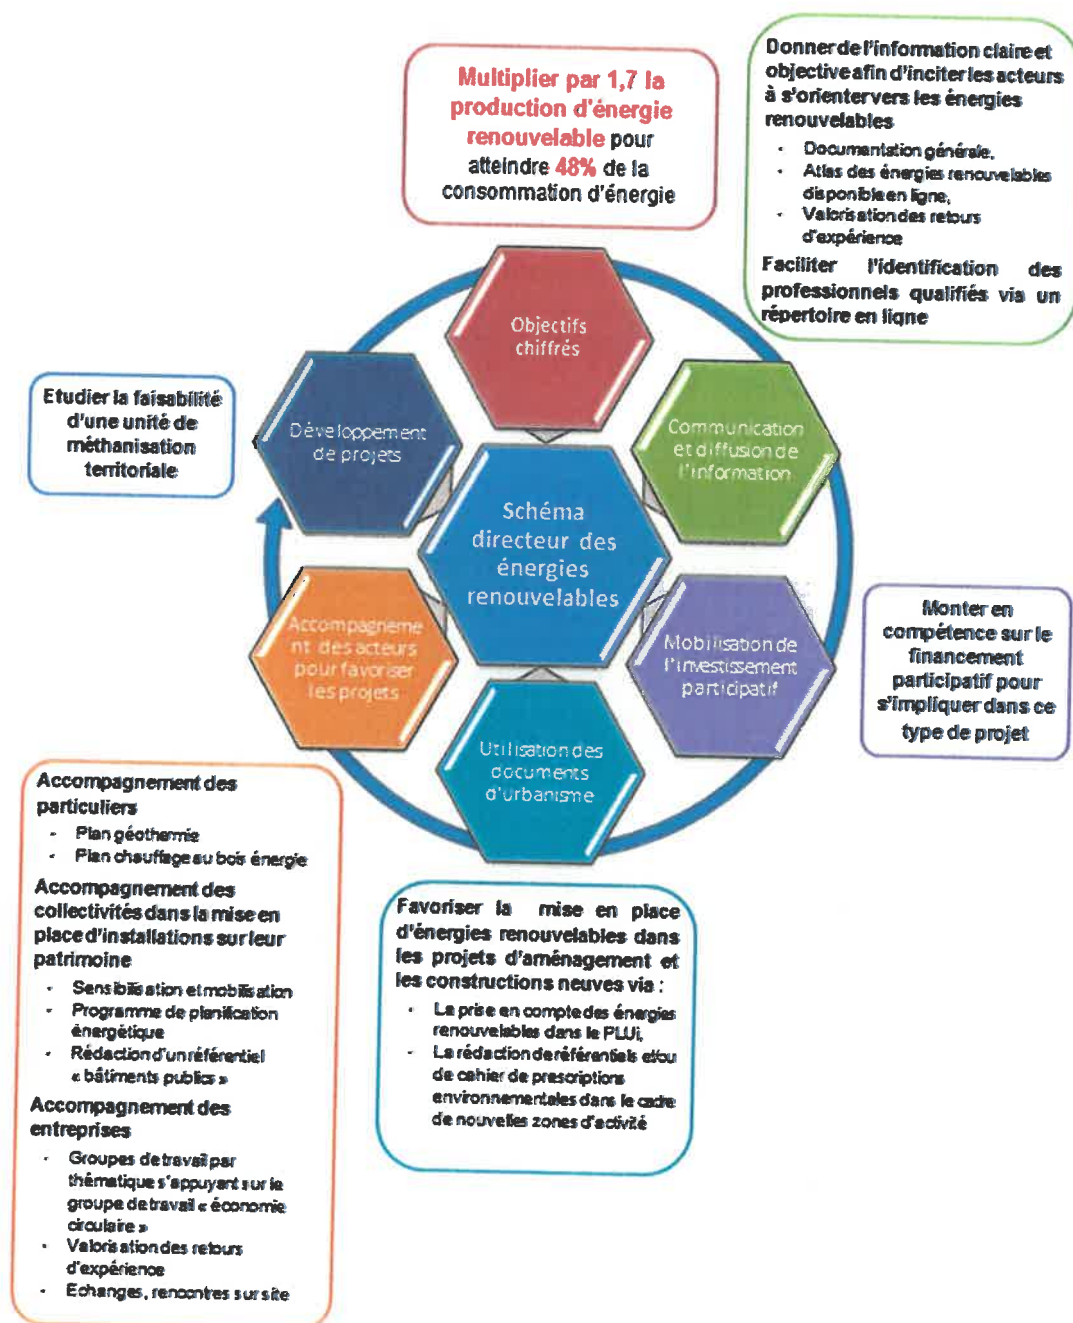 Multiplier par 1,7 la
production d'énergie
renouvelable pour
atteindre 48% de la
consommation d'énergie
Donner de l'information claire et
objective afin d'inciter les acteurs
à s'orienter vers les énergies
renouvelables
- Documentation générale,
- Atlas des énergies renouvelables
disponible en ligne,
- Valorisation des retours
d'expérience
Faciliter l'identification des
professionnels qualifiés via un
répertoire en ligne
Objectifs
chiffrés
Communication
et diffusion de
l'information
Mobilisation de
l'investissement
participatif
Utilisation des
documents
d'urbanisme
Accompagneme
nt des acteurs
pour favoriser
les projets
Développement
de projets
Schéma
directeur des
énergies
renouvelables
Etudier la faisabilité
d'une unité de
méthanisation
territoriale
Monter en
compétence sur le
financement
participatif pour
s'impliquer dans ce
type de projet
Accompagnement des
particuliers
- Plan géothermie
- Plan chauffage au bois énergie
Accompagnement des
collectivités dans la mise en
place d'installations sur leur
patrimoine
- Sensibilisation et mobilisation
- Programme de planification
énergétique
- Rédaction d'un référentiel
« bâtiments publics »
Accompagnement des
entreprises
- Groupes de travail par
thématique s'appuyant sur le
groupe de travail « économie
circulaire »
- Valorisation des retours
d'expérience
- Echanges, rencontres sur site
Favoriser la mise en place
d'énergies renouvelables dans
les projets d'aménagement et
les constructions neuves via :
- La prise en compte des énergies
renouvelables dans le PLUi,
- La rédaction de référentiels et/ou
de cahier de prescriptions
environnementales dans le cadre
de nouvelles zones d'activité